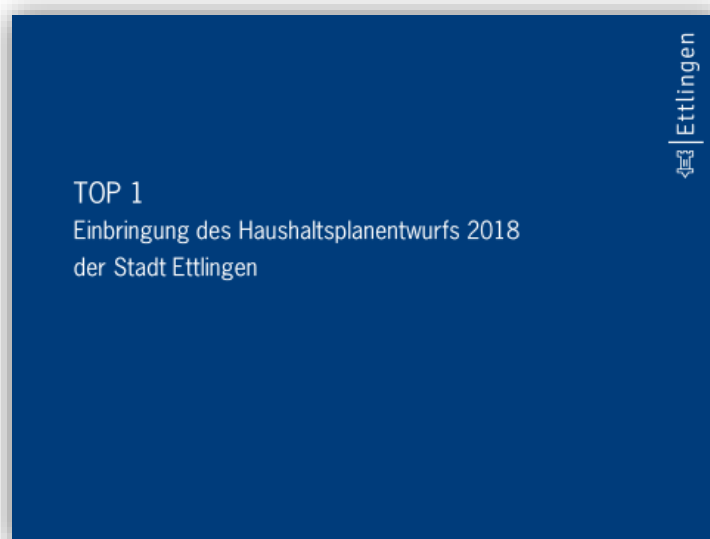 Ettlingen
TOP 1
Einbringung des Haushaltsplanentwurfs 2018
der Stadt Ettlingen